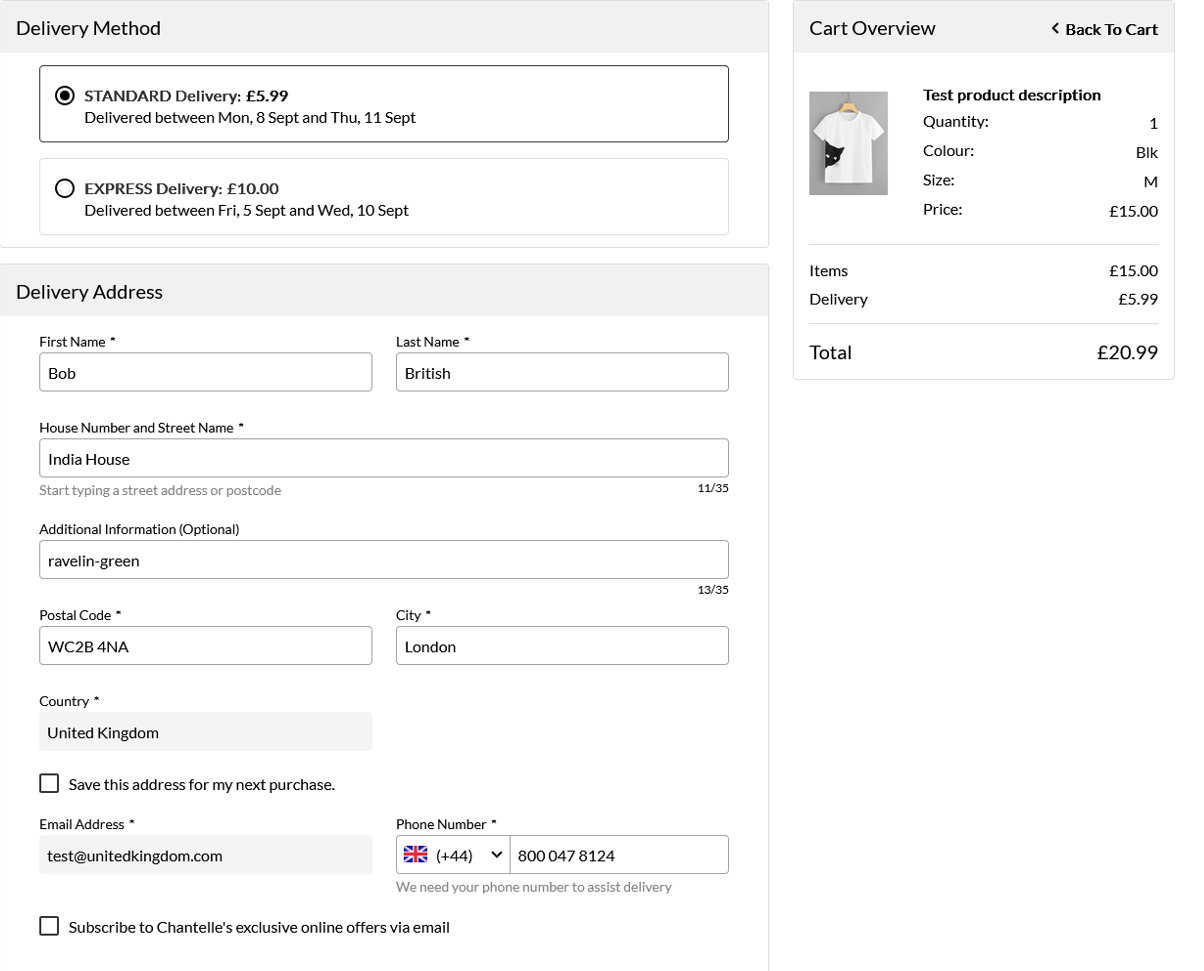 Delivery Method
STANDARD Delivery: £5.99
Delivered between Mon, 8 Sept and Thu, 11 Sept
EXPRESS Delivery: £10.00
Delivered between Fri, 5 Sept and Wed, 10 Sept
Delivery Address
First Name * Last Name *
Bob British
House Number and Street Name *
India House
Start typing a street address or postcode 11/35
Additional Information (Optional)
ravelin-green
13/35
Postal Code * City *
WC2B 4NA London
Country *
United Kingdom
Save this address for my next purchase.
Email Address * Phone Number *
test@unitedkingdom.com (+44) 800 047 8124
We need your phone number to assist delivery
Subscribe to Chantelle's exclusive online offers via email
Cart Overview Back To Cart
Test product description
Quantity: 1
Colour: Blk
Size: M
Price: £15.00
Items £15.00
Delivery £5.99
Total £20.99